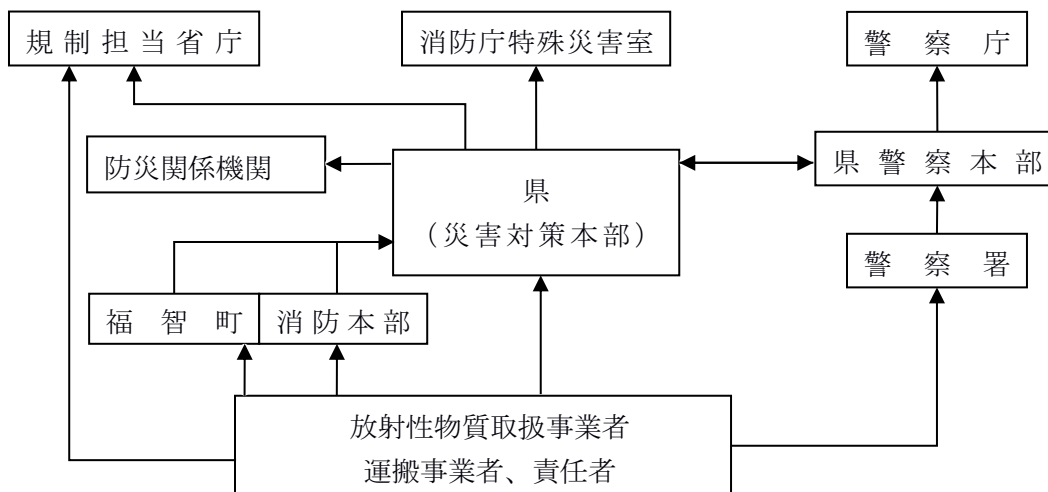 規制担当省庁
消防庁特殊災害室
警察庁
防災関係機関
県
（災害対策本部）
県警察本部
警察署
福智町
消防本部
放射性物質取扱事業者
運搬事業者、責任者